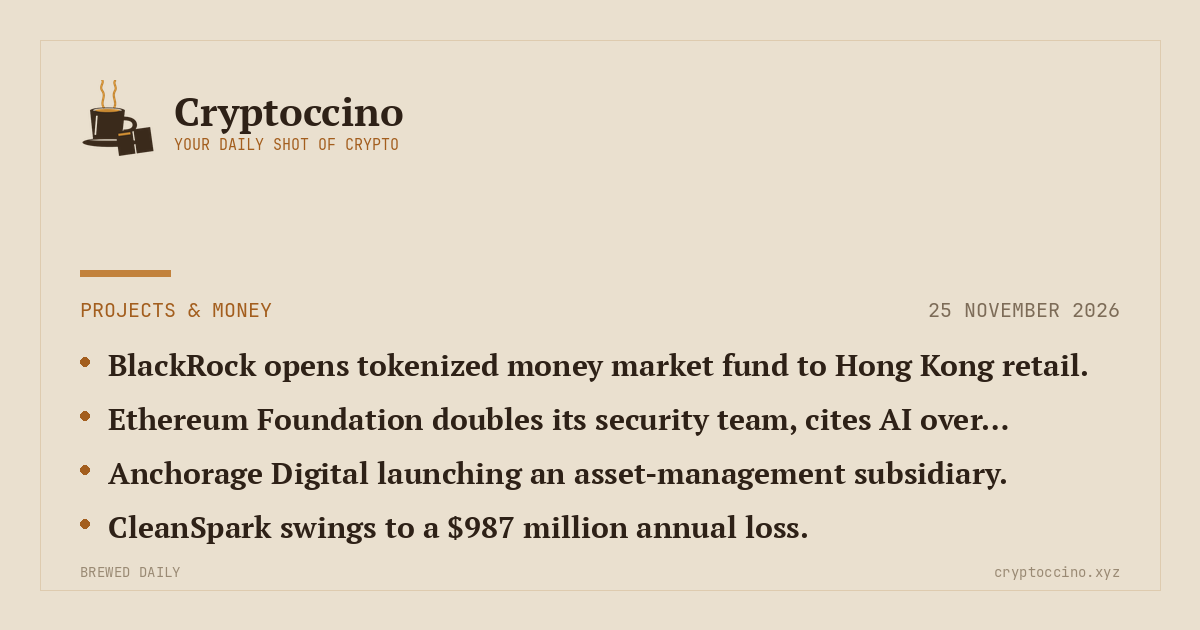 Cryptoccino
YOUR DAILY SHOT OF CRYPTO
PROJECTS & MONEY
25 NOVEMBER 2026
BlackRock opens tokenized money market fund to Hong Kong retail.
Ethereum Foundation doubles its security team, cites AI over...
Anchorage Digital launching an asset-management subsidiary.
CleanSpark swings to a $987 million annual loss.
BREWED DAILY
cryptoccino.xyz